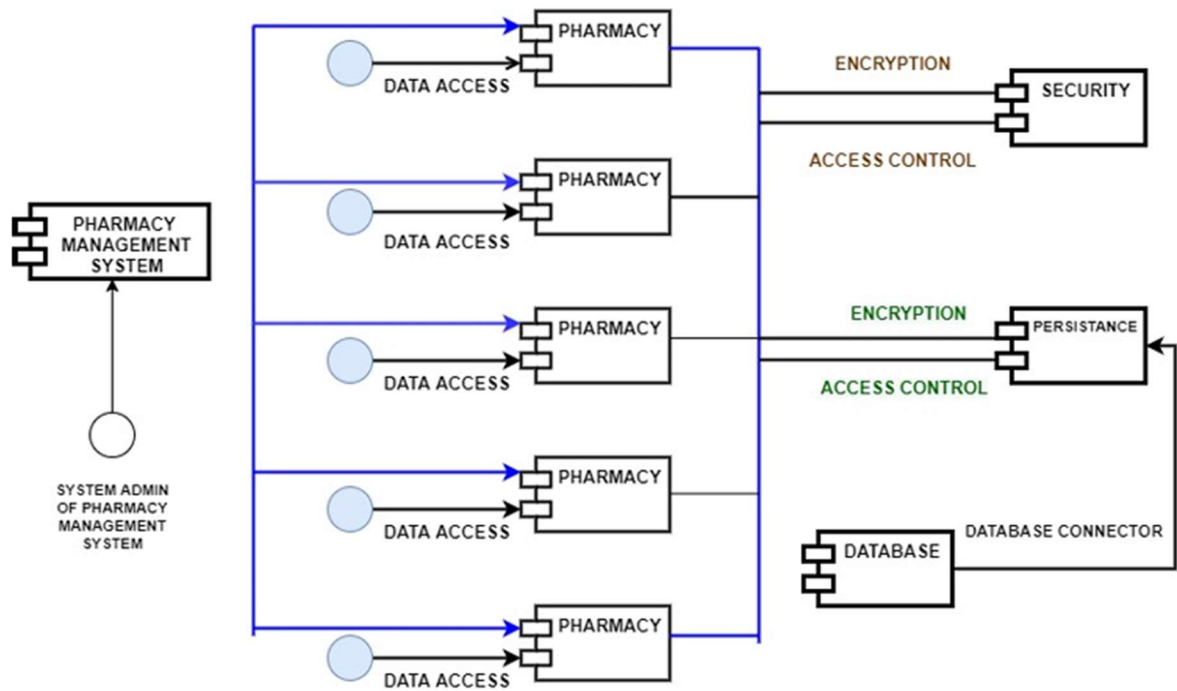 PHARMACY
MANAGEMENT
SYSTEM
SYSTEM ADMIN
OF PHARMACY
MANAGEMENT
SYSTEM
PHARMACY
DATA ACCESS
PHARMACY
DATA ACCESS
PHARMACY
DATA ACCESS
PHARMACY
DATA ACCESS
PHARMACY
DATA ACCESS
ENCRYPTION
SECURITY
ACCESS CONTROL
ENCRYPTION
PERSISTANCE
ACCESS CONTROL
DATABASE CONNECTOR
DATABASE